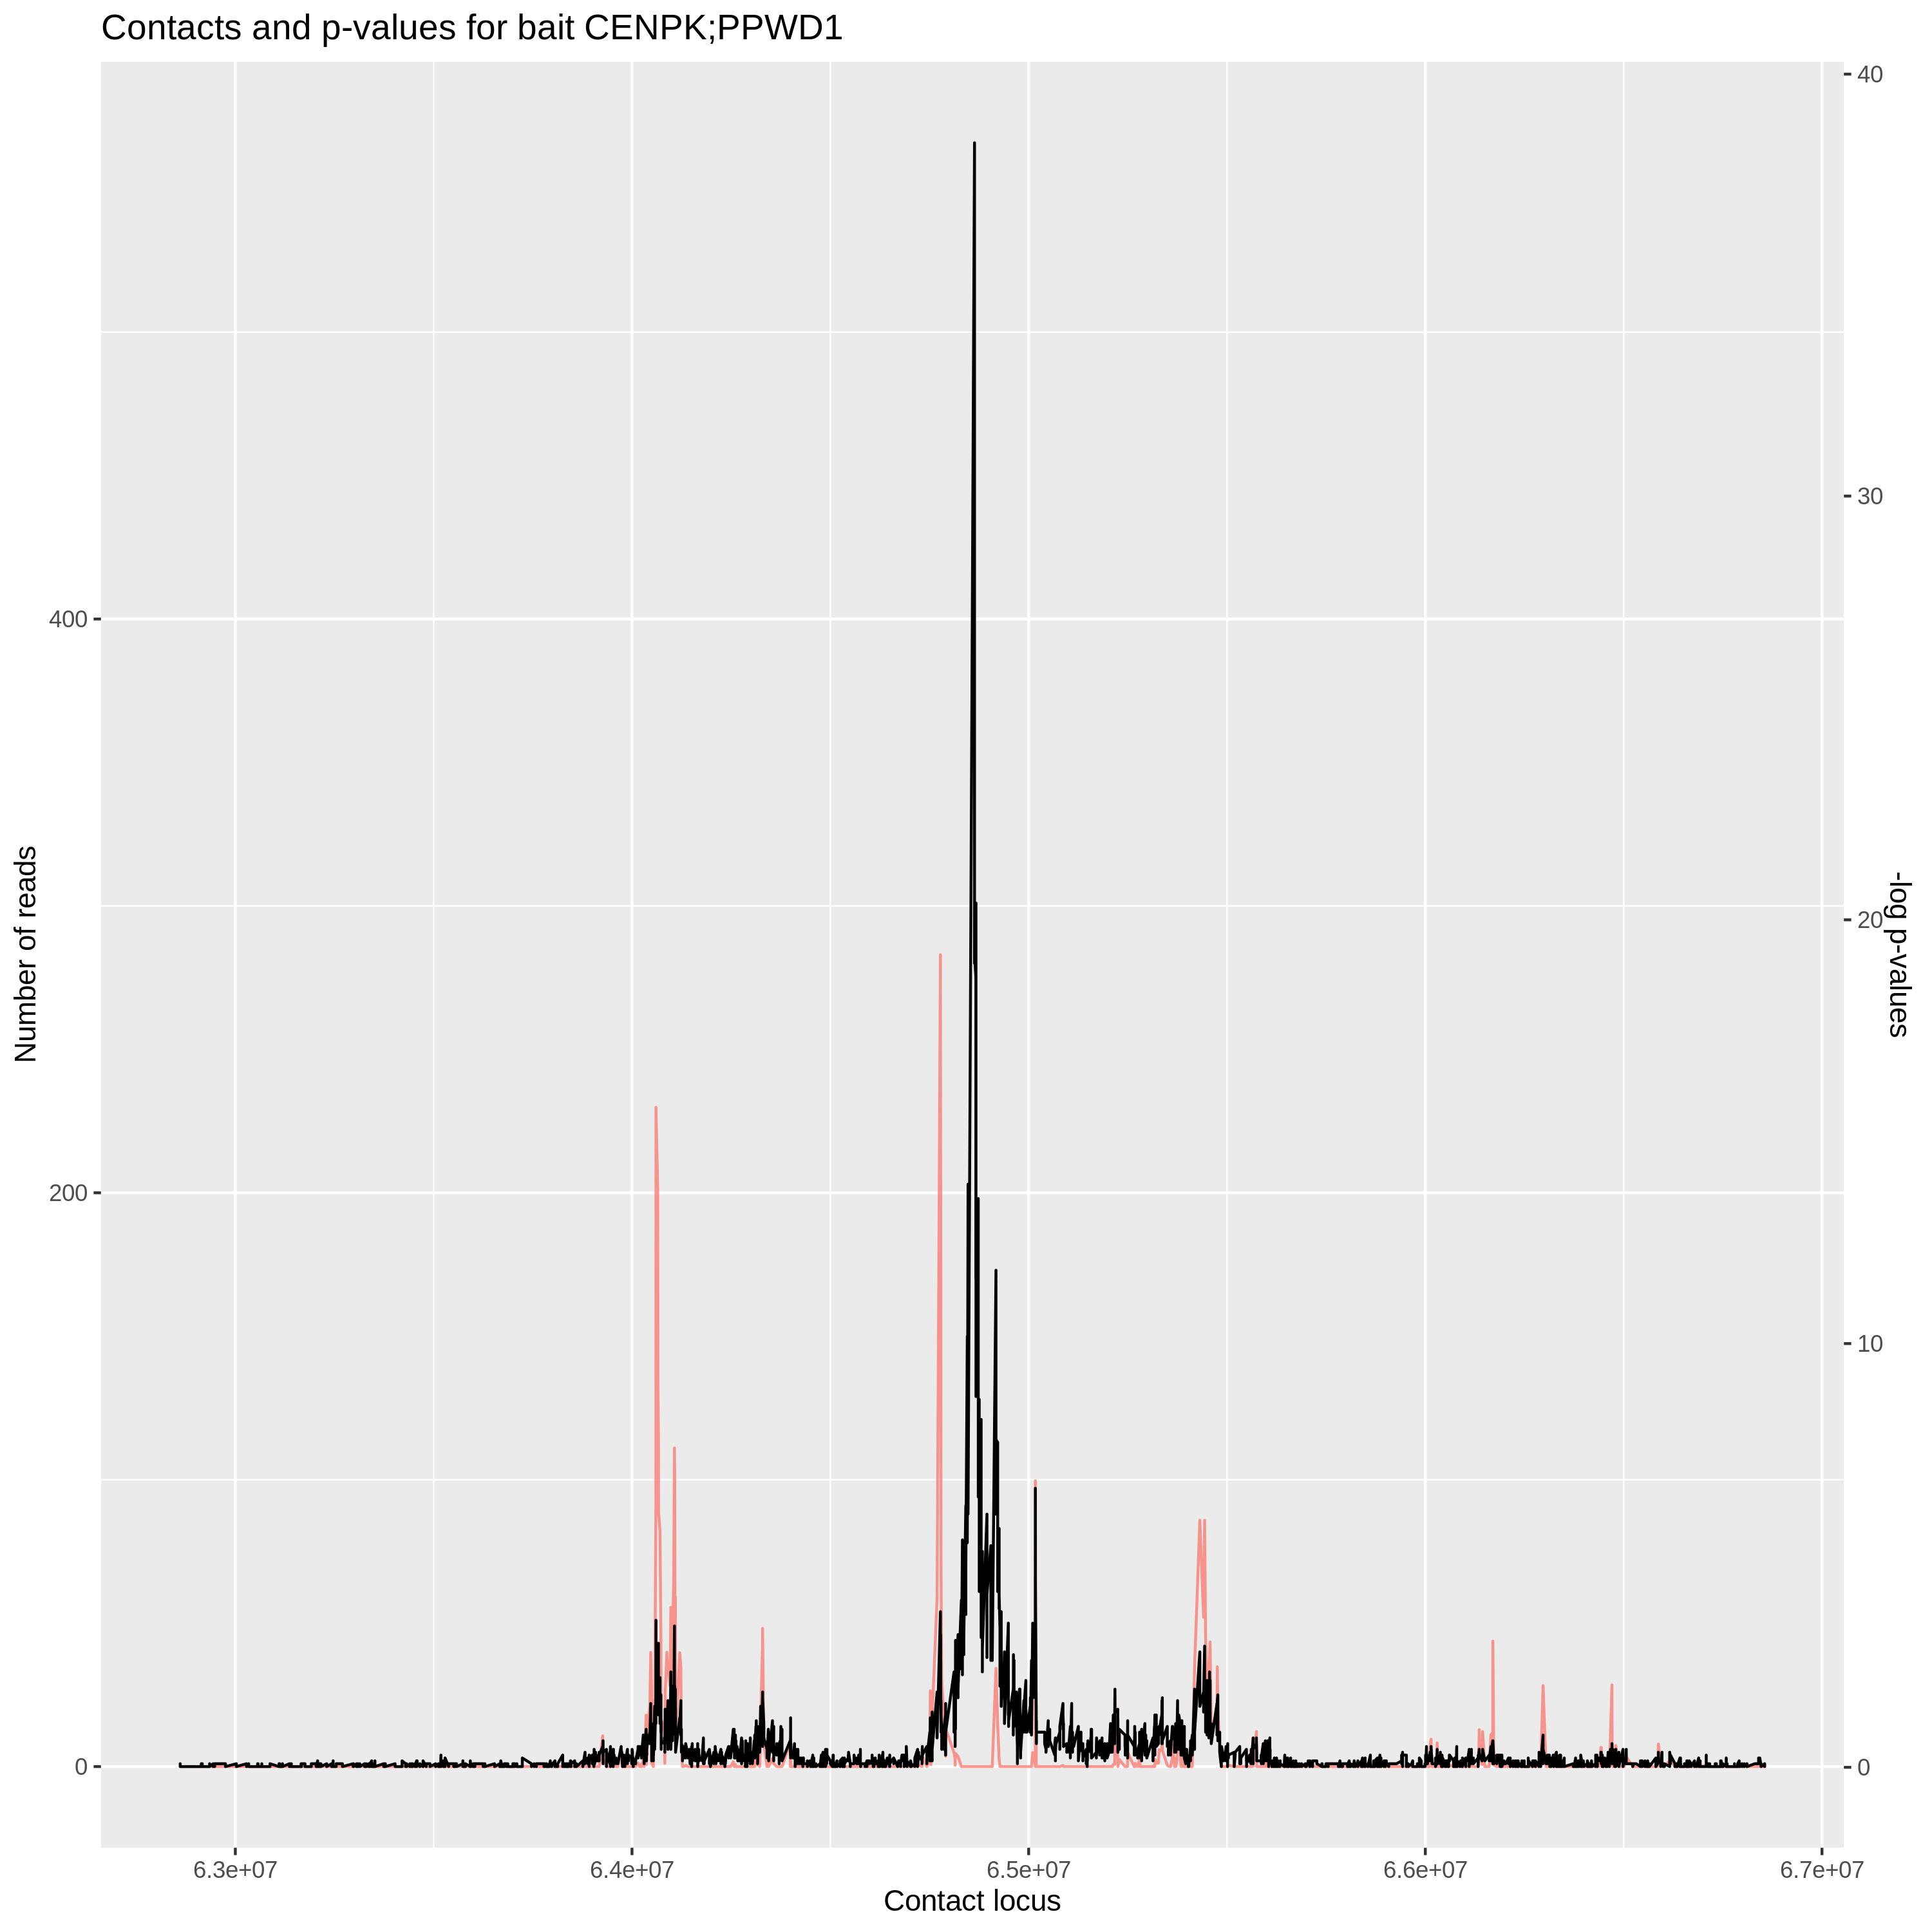 Contacts and p-values for bait CENPK;PPWD1
Number of reads
400
200
0
40
30
20
10
0
-log p-values
6.3e+07
6.4e+07
6.5e+07
6.6e+07
6.7e+07
Contact locus